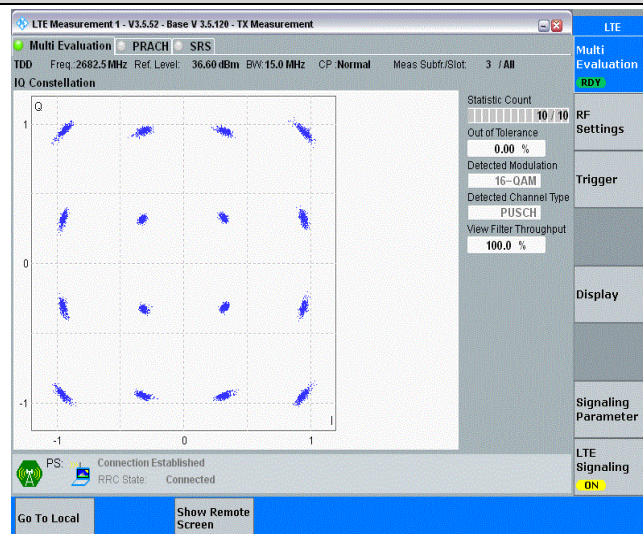 LTE Measurement 1 - V3.5.52 - Base V 3.5.120 - TX Measurement
LTE
Multi Evaluation PRACH SRS
Multi
Evaluation
RDY
TDD Freq.:2682.5 MHz Ref. Level: 36.60 dBm BW:15.0 MHz CP :Normal Meas Subfr./Slot: 3 / All
IQ Constellation
Q
1
0
-1
-1 0 1
I
Statistic Count
10 / 10
Out of Tolerance
0.00 %
Detected Modulation
16-QAM
Detected Channel Type
PUSCH
View Filter Throughput
100.0 %
RF
Settings
Trigger
Display
Signaling
Parameter
LTE
Signaling
ON
PS: Connection Established
RRC State: Connected
Go To Local
Show Remote
Screen